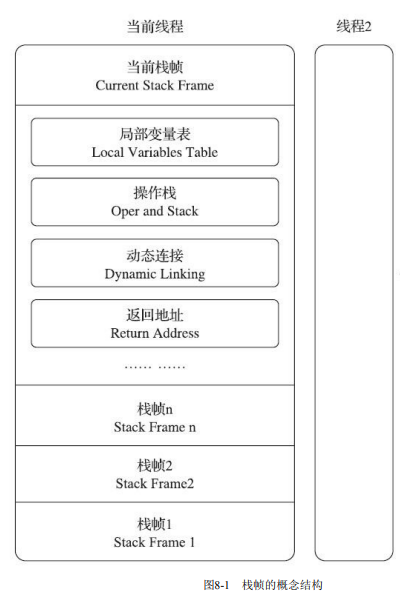 当前线程
线程2
当前栈帧
Current Stack Frame
局部变量表
Local Variables Table
操作栈
Oper and Stack
动态连接
Dynamic Linking
返回地址
Return Address
…… ……
栈帧n
Stack Frame n
栈帧2
Stack Frame2
栈帧1
Stack Frame 1
图8-1 栈帧的概念结构